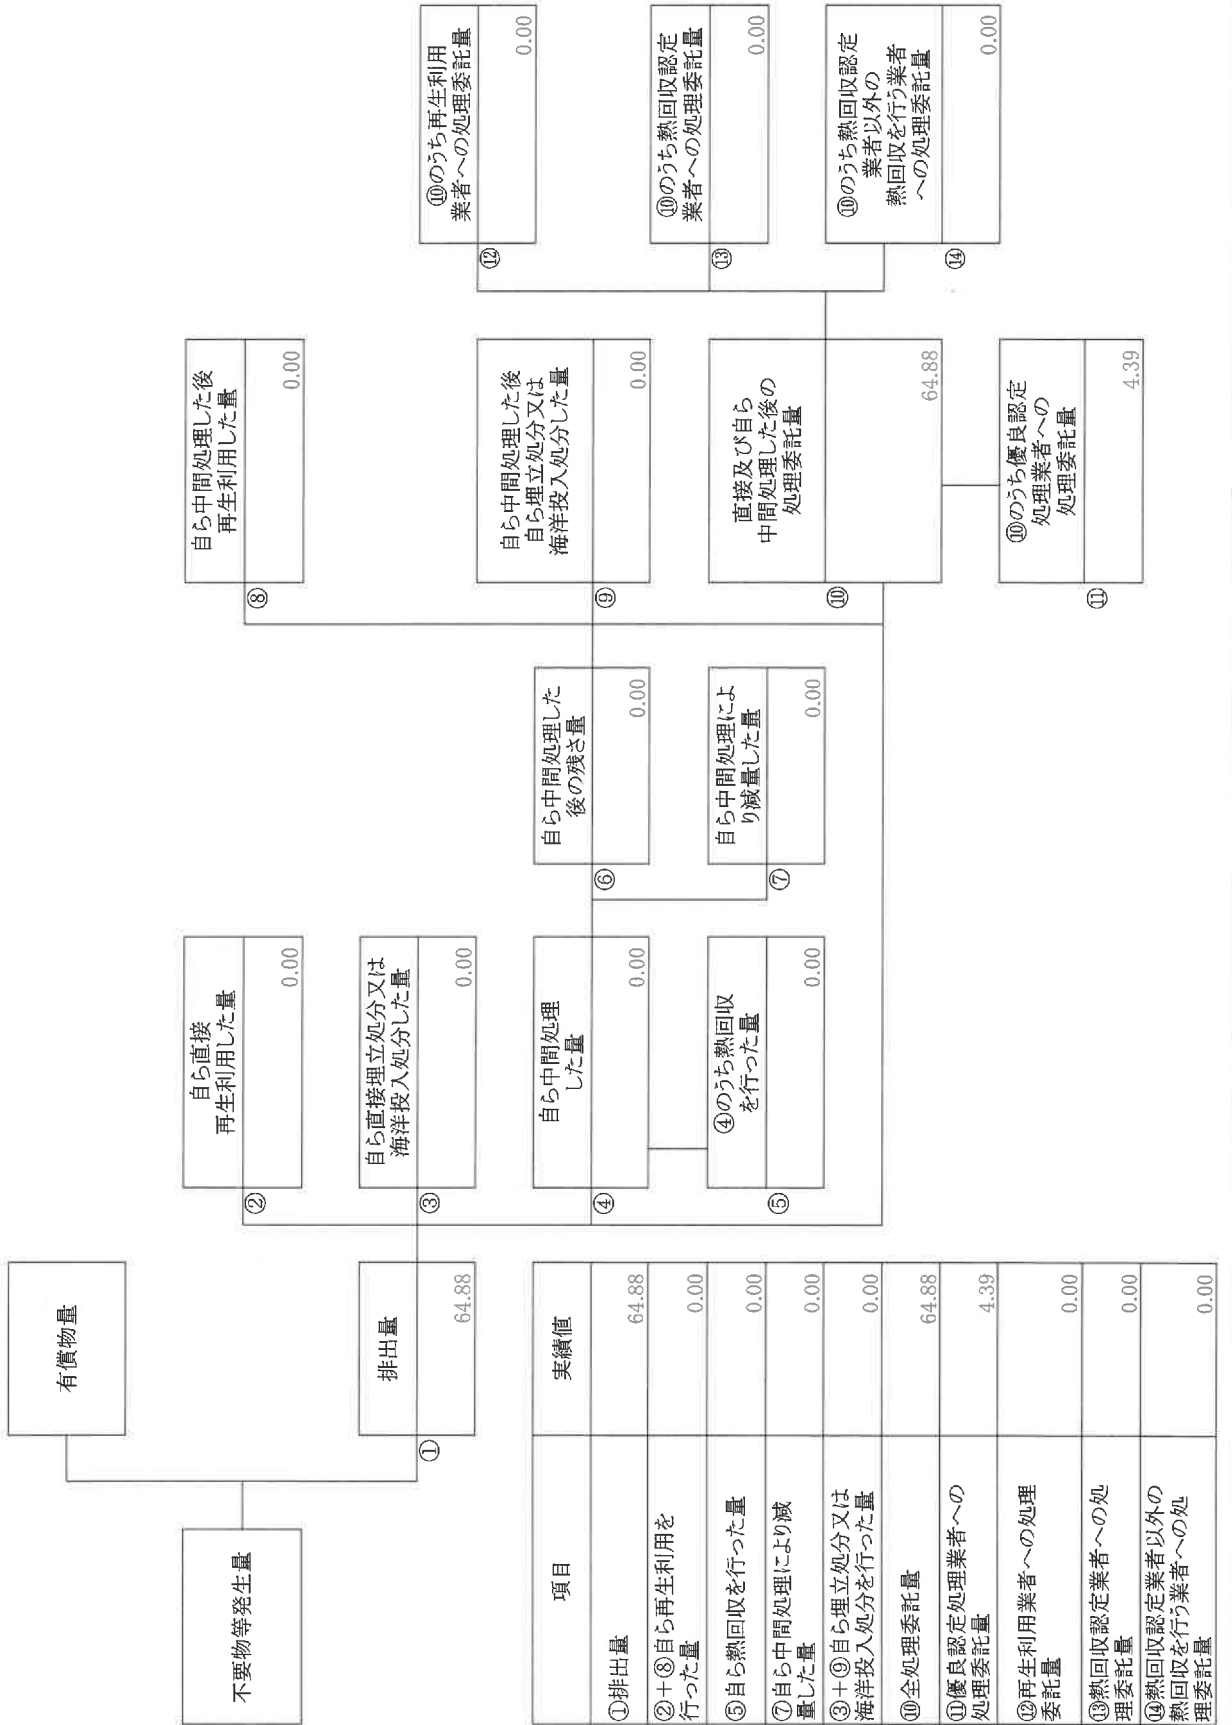 不要物等発生量
有償物量
①
排出量
64.88
②
自ら直接
再生利用した量
0.00
③
自ら直接埋立処分又は
海洋投入処分した量
0.00
④
自ら中間処理
した量
0.00
⑤
④のうち熱回収
を行った量
0.00
⑥
自ら中間処理した
後の残さ量
0.00
⑦
自ら中間処理によ
り減量した量
0.00
⑧
自ら中間処理した後
再生利用した量
0.00
⑨
自ら中間処理した後
自ら埋立処分又は
海洋投入処分した量
0.00
⑩
直接及び自ら
中間処理した後の
処理委託量
64.88
⑪
⑩のうち優良認定
処理業者への
処理委託量
4.39
⑫
⑩のうち再生利用
業者への処理委託量
0.00
⑬
⑩のうち熱回収認定
業者への処理委託量
0.00
⑭
⑩のうち熱回収認定
業者以外の
熱回収を行う業者
への処理委託量
0.00
項目
実績値
①排出量
64.88
②+⑧自ら再生利用を
行った量
0.00
⑤自ら熱回収を行った量
0.00
⑦自ら中間処理により減
量した量
0.00
③+⑨自ら埋立処分又は
海洋投入処分を行った量
0.00
⑩全処理委託量
64.88
⑪優良認定処理業者への
処理委託量
4.39
⑫再生利用業者への処理
委託量
0.00
⑬熱回収認定業者への処
理委託量
0.00
⑭熱回収認定業者以外の
熱回収を行う業者への処
理委託量
0.00